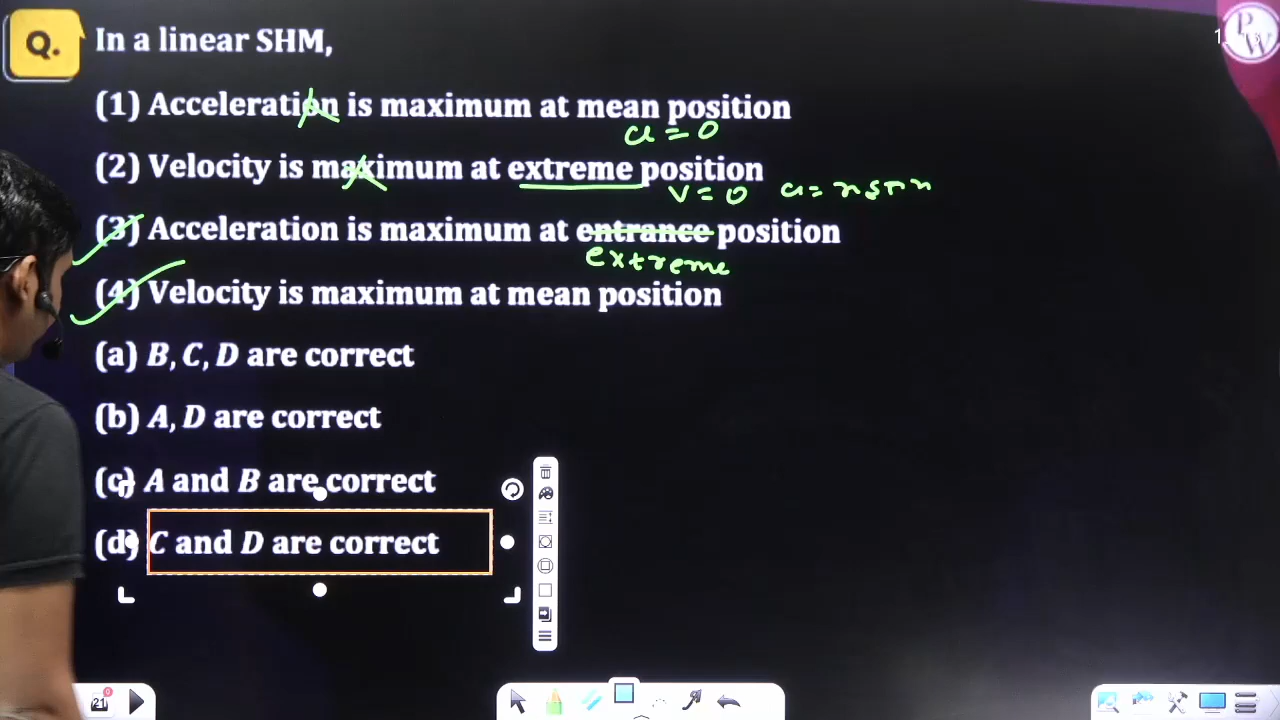 Q. In a linear SHM,
(1) Acceleration is maximum at mean position
a = 0
(2) Velocity is maximum at extreme position
v = 0
(3) Acceleration is maximum at entrance position
extreme
(4) Velocity is maximum at mean position
(a) B, C, D are correct
(b) A, D are correct
(c) A and B are correct
(d) C and D are correct
PW
21